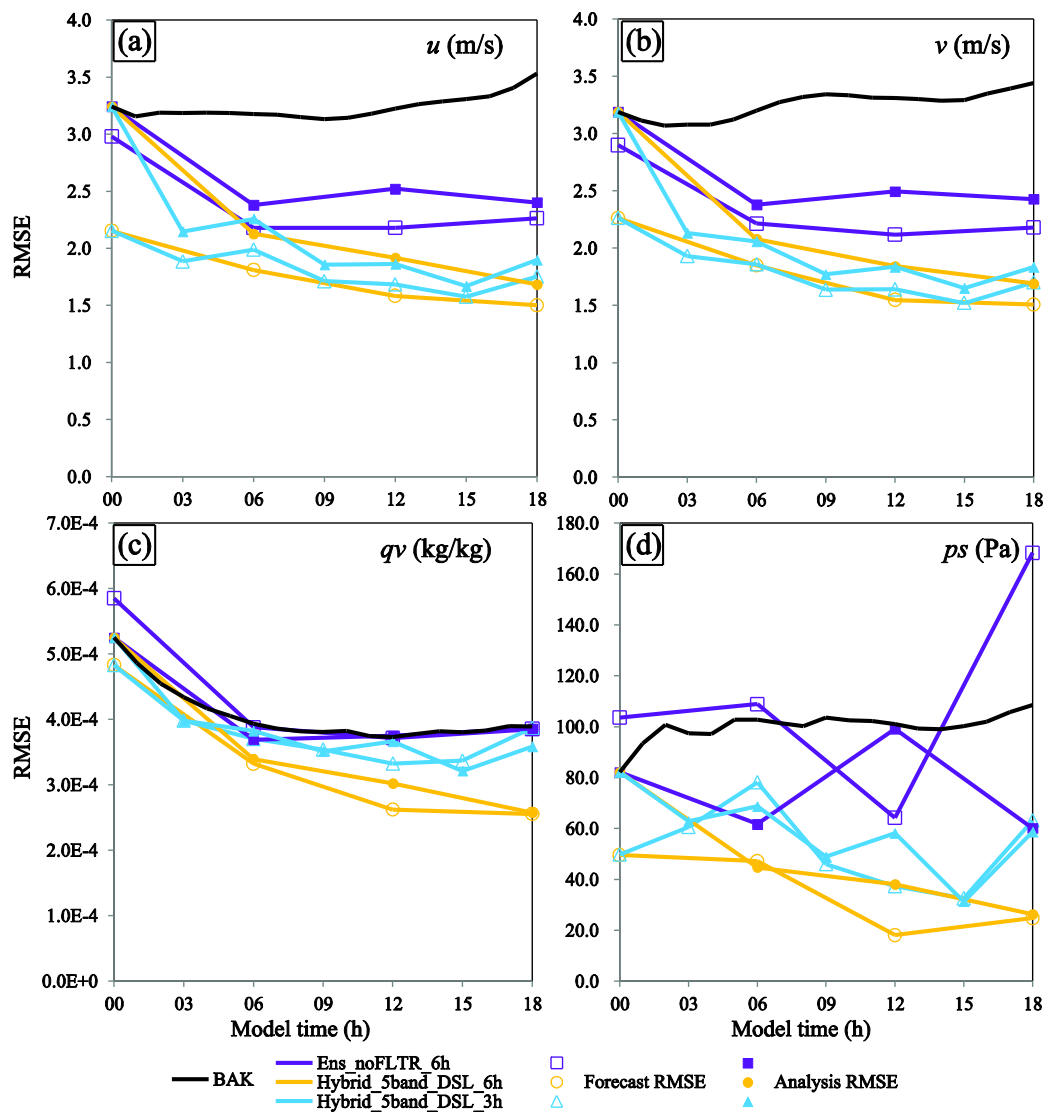 (a) u (m/s)
(b) v (m/s)
4.0
3.5
3.0
2.5
2.0
1.5
1.0
0.5
0.0
RMSE
00 03 06 09 12 15 18
4.0
3.5
3.0
2.5
2.0
1.5
1.0
0.5
0.0
00 03 06 09 12 15 18
(c) qv (kg/kg)
(d) ps (Pa)
7.0E-4
6.0E-4
5.0E-4
4.0E-4
3.0E-4
2.0E-4
1.0E-4
0.0E+0
RMSE
00 03 06 09 12 15 18
Model time (h)
180.0
160.0
140.0
120.0
100.0
80.0
60.0
40.0
20.0
0.0
00 03 06 09 12 15 18
Model time (h)
BAK
Ens_noFLTR_6h
Hybrid_5band_DSL_6h
Hybrid_5band_DSL_3h
Forecast RMSE
Analysis RMSE